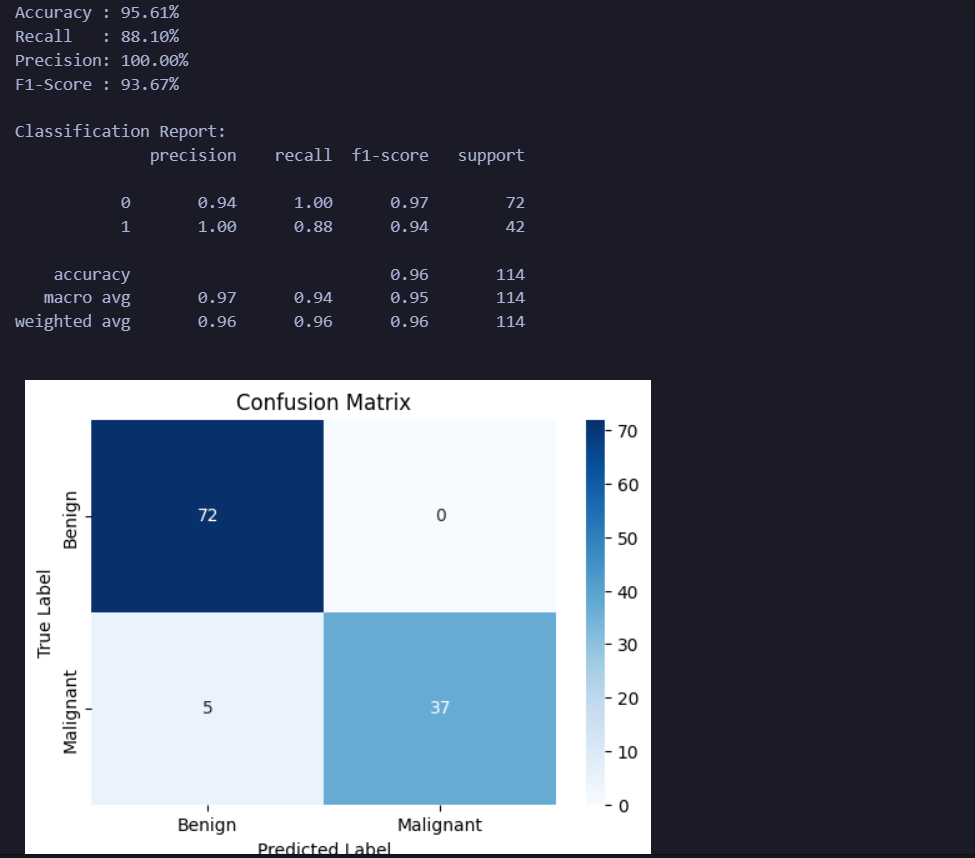 Accuracy : 95.61%
Recall   : 88.10%
Precision: 100.00%
F1-Score : 93.67%
Classification Report:
precision recall f1-score support
0 0.94 1.00 0.97 72
1 1.00 0.88 0.94 42
accuracy 0.96 114
macro avg 0.97 0.94 0.95 114
weighted avg 0.96 0.96 0.96 114
Confusion Matrix
True Label
Benign
Malignant
72 0
5 37
Benign Malignant
Predicted Label
70
60
50
40
30
20
10
0